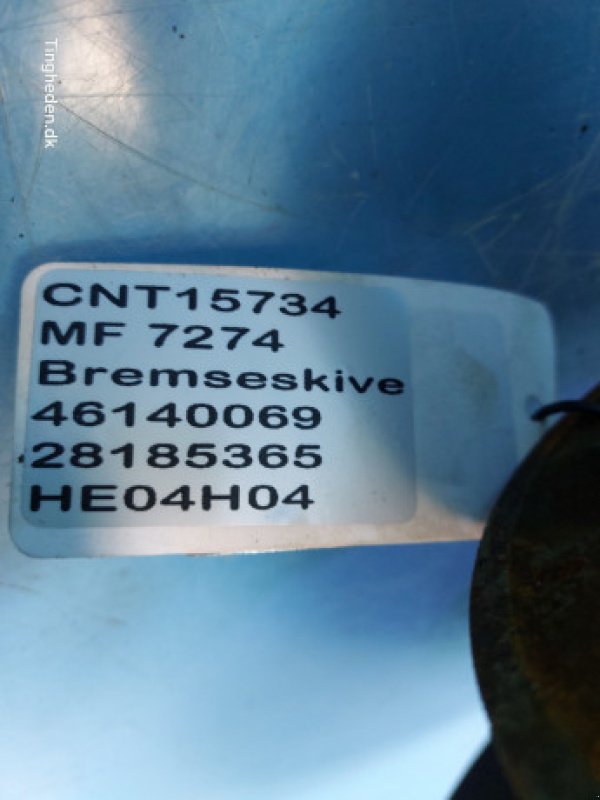 Tingheden.dk
CNT15734
MF 7274
Bremseskive
46140069
28185365
HE04H04